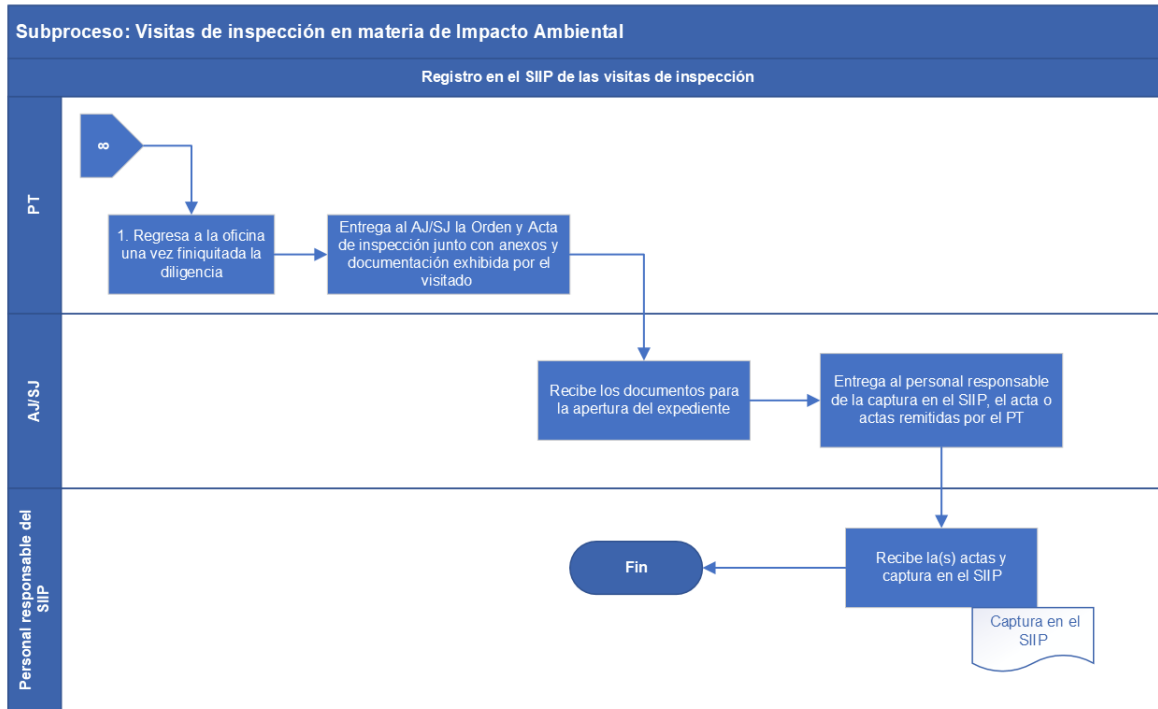 Subproceso: Visitas de inspección en materia de Impacto Ambiental
Registro en el SIIP de las visitas de inspección
PT
8
1. Regresa a la oficina
una vez finiquitada la
diligencia
Entrega al AJ/SJ la Orden y Acta
de inspección junto con anexos y
documentación exhibida por el
visitado
AJ/SJ
Recibe los documentos para
la apertura del expediente
Entrega al personal responsable
de la captura en el SIIP, el acta o
actas remitidas por el PT
Personal responsable del
SIIP
Fin
Recibe la(s) actas y
captura en el SIIP
Captura en el
SIIP